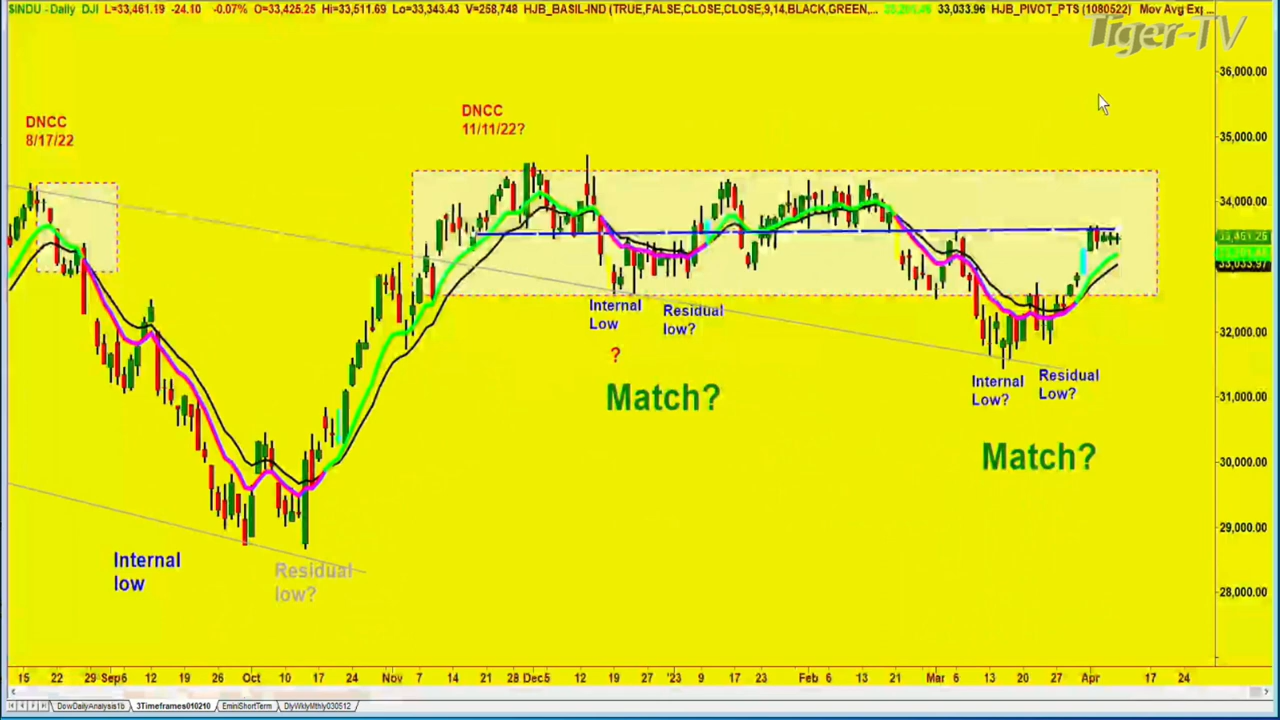 $INDU - Daily DJI L=33,461.19 -24.10 -0.07% O=33,425.25 Hi=33,511.69 Lo=33,343.43 V=258,748 HJB_BASIL-IND (TRUE,FALSE,CLOSE,CLOSE,9,14,BLACK,GREEN,... 33,033.96 HJB_PIVOT_PTS (1080522) Mov Avg Exp ...
Tiger-TV
36,000.00
DNCC
8/17/22
DNCC
11/11/22?
35,000.00
34,000.00
33,461.25
33,033.97
Internal
Low
?
Residual
low?
32,000.00
Match?
Internal
Low?
Residual
Low?
31,000.00
Match?
30,000.00
29,000.00
Internal
low
Residual
low?
28,000.00
15 22 29 Sep6 12 19 26 Oct 10 17 24 Nov 7 14 21 28 Dec5 12 19 27 '23 9 17 23 Feb 6 13 21 Mar 6 13 20 27 Apr 17 24
DowDailyAnalysis1b 3Timeframes010210 EminiShortTerm DlyWklyMthly030512